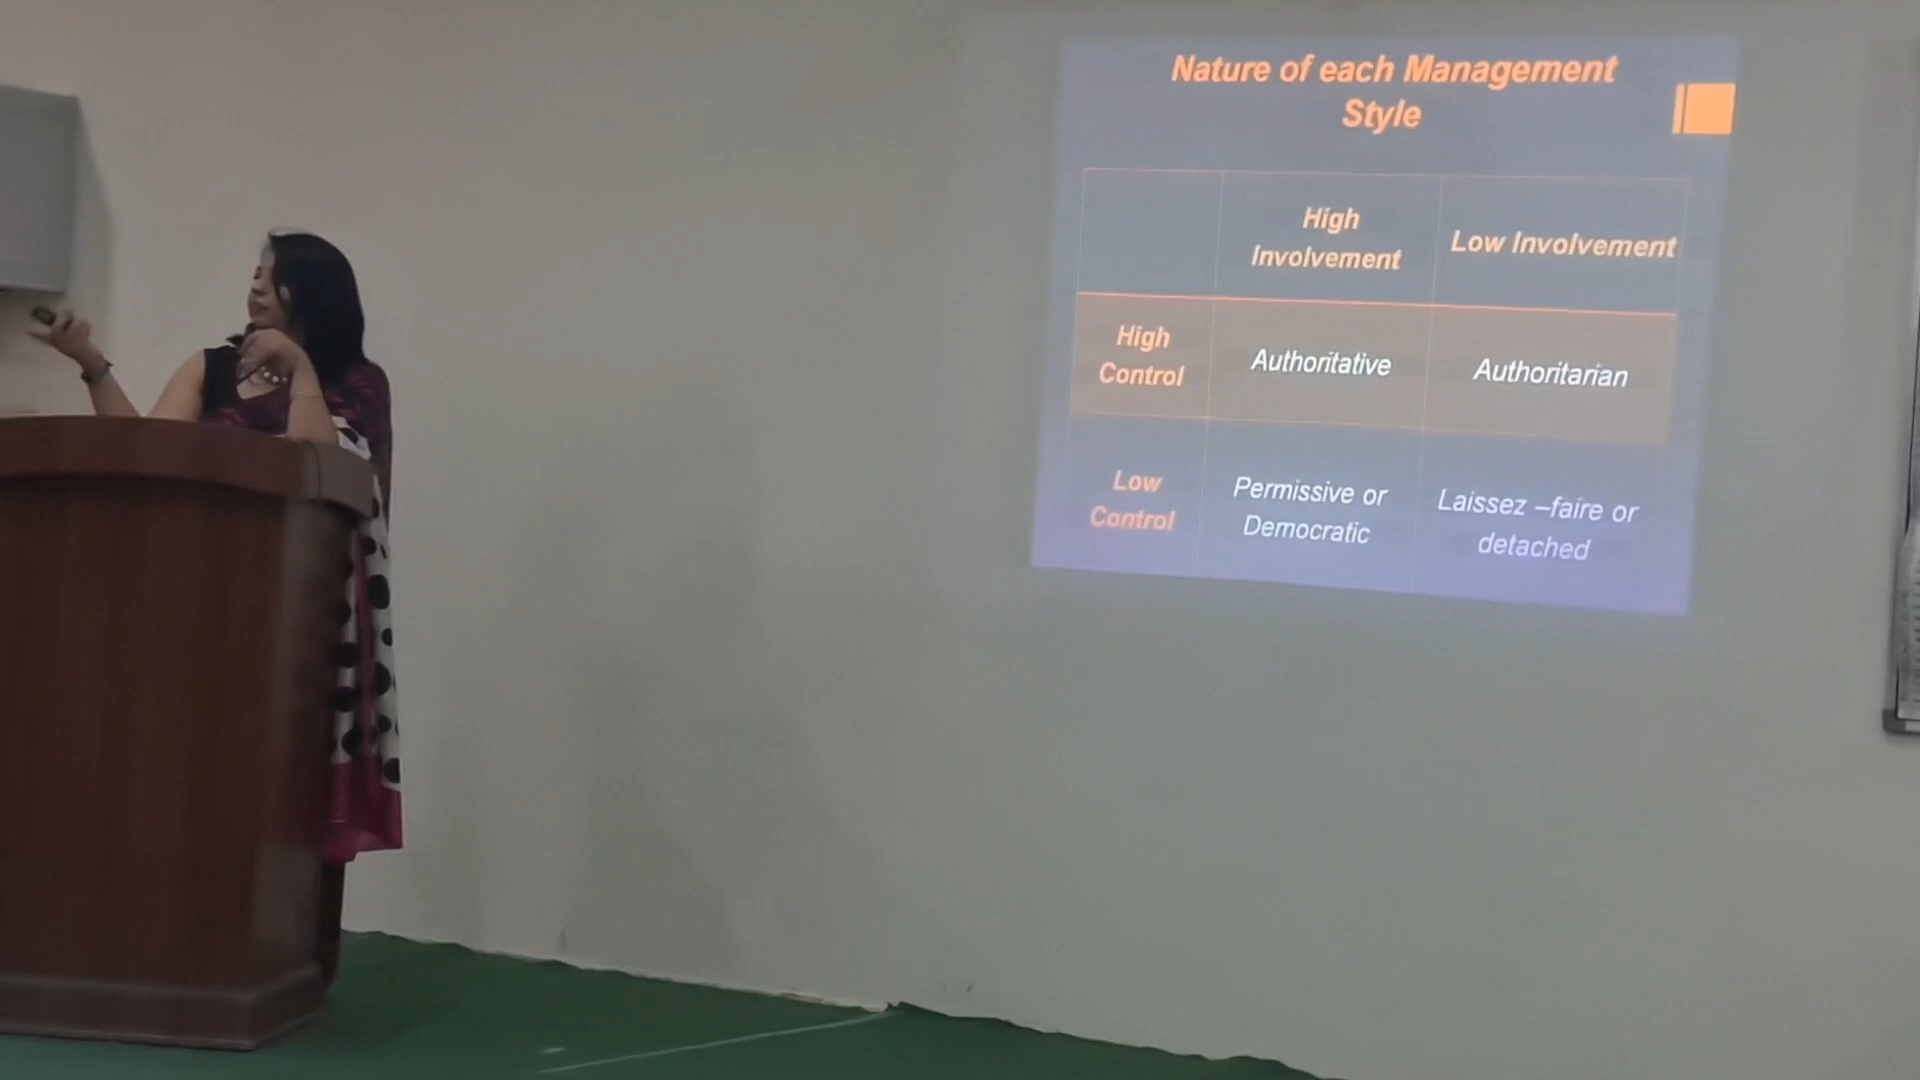 Nature of each Management
Style
High
Involvement
Low Involvement
High
Control
Authoritative
Authoritarian
Low
Control
Permissive or
Democratic
Laissez –faire or
detached